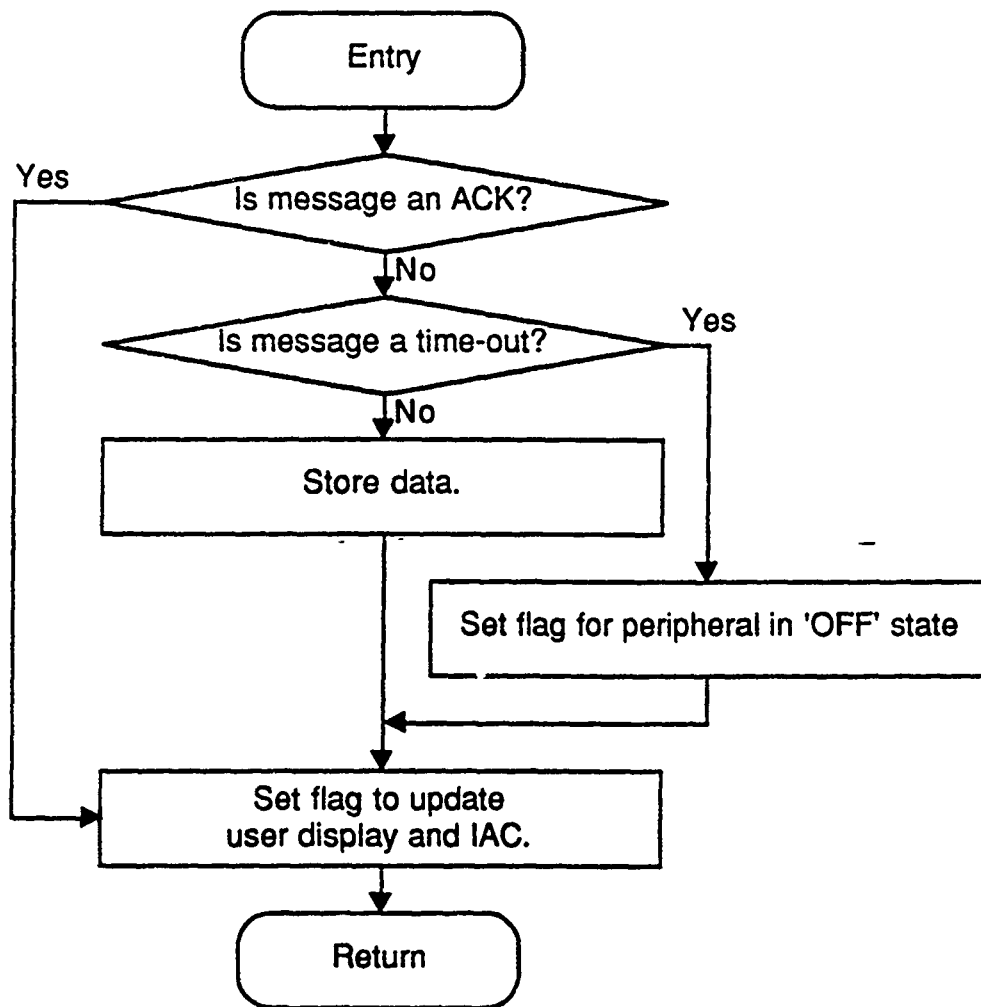 Entry
Yes
Is message an ACK?
No
Is message a time-out?
Yes
No
Store data.
Set flag for peripheral in 'OFF' state
Set flag to update
user display and IAC.
Return